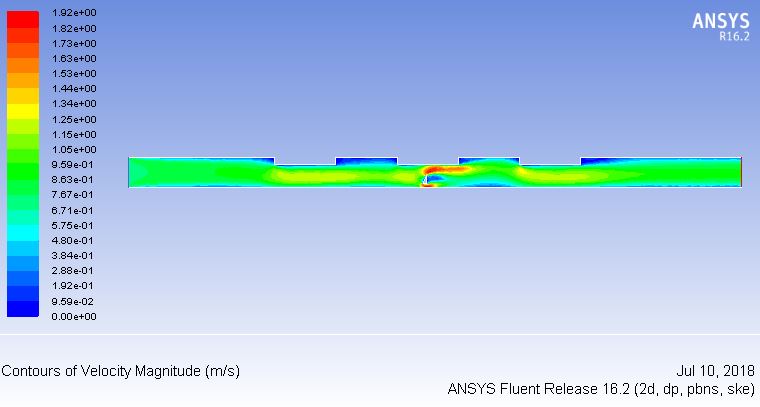 1.92e+00
1.82e+00
1.73e+00
1.63e+00
1.53e+00
1.44e+00
1.34e+00
1.25e+00
1.15e+00
1.05e+00
9.59e-01
8.63e-01
7.67e-01
6.71e-01
5.75e-01
4.80e-01
3.84e-01
2.88e-01
1.92e-01
9.59e-02
0.00e+00
ANSYS
R16.2
Contours of Velocity Magnitude (m/s)
Jul 10, 2018
ANSYS Fluent Release 16.2 (2d, dp, pbns, ske)